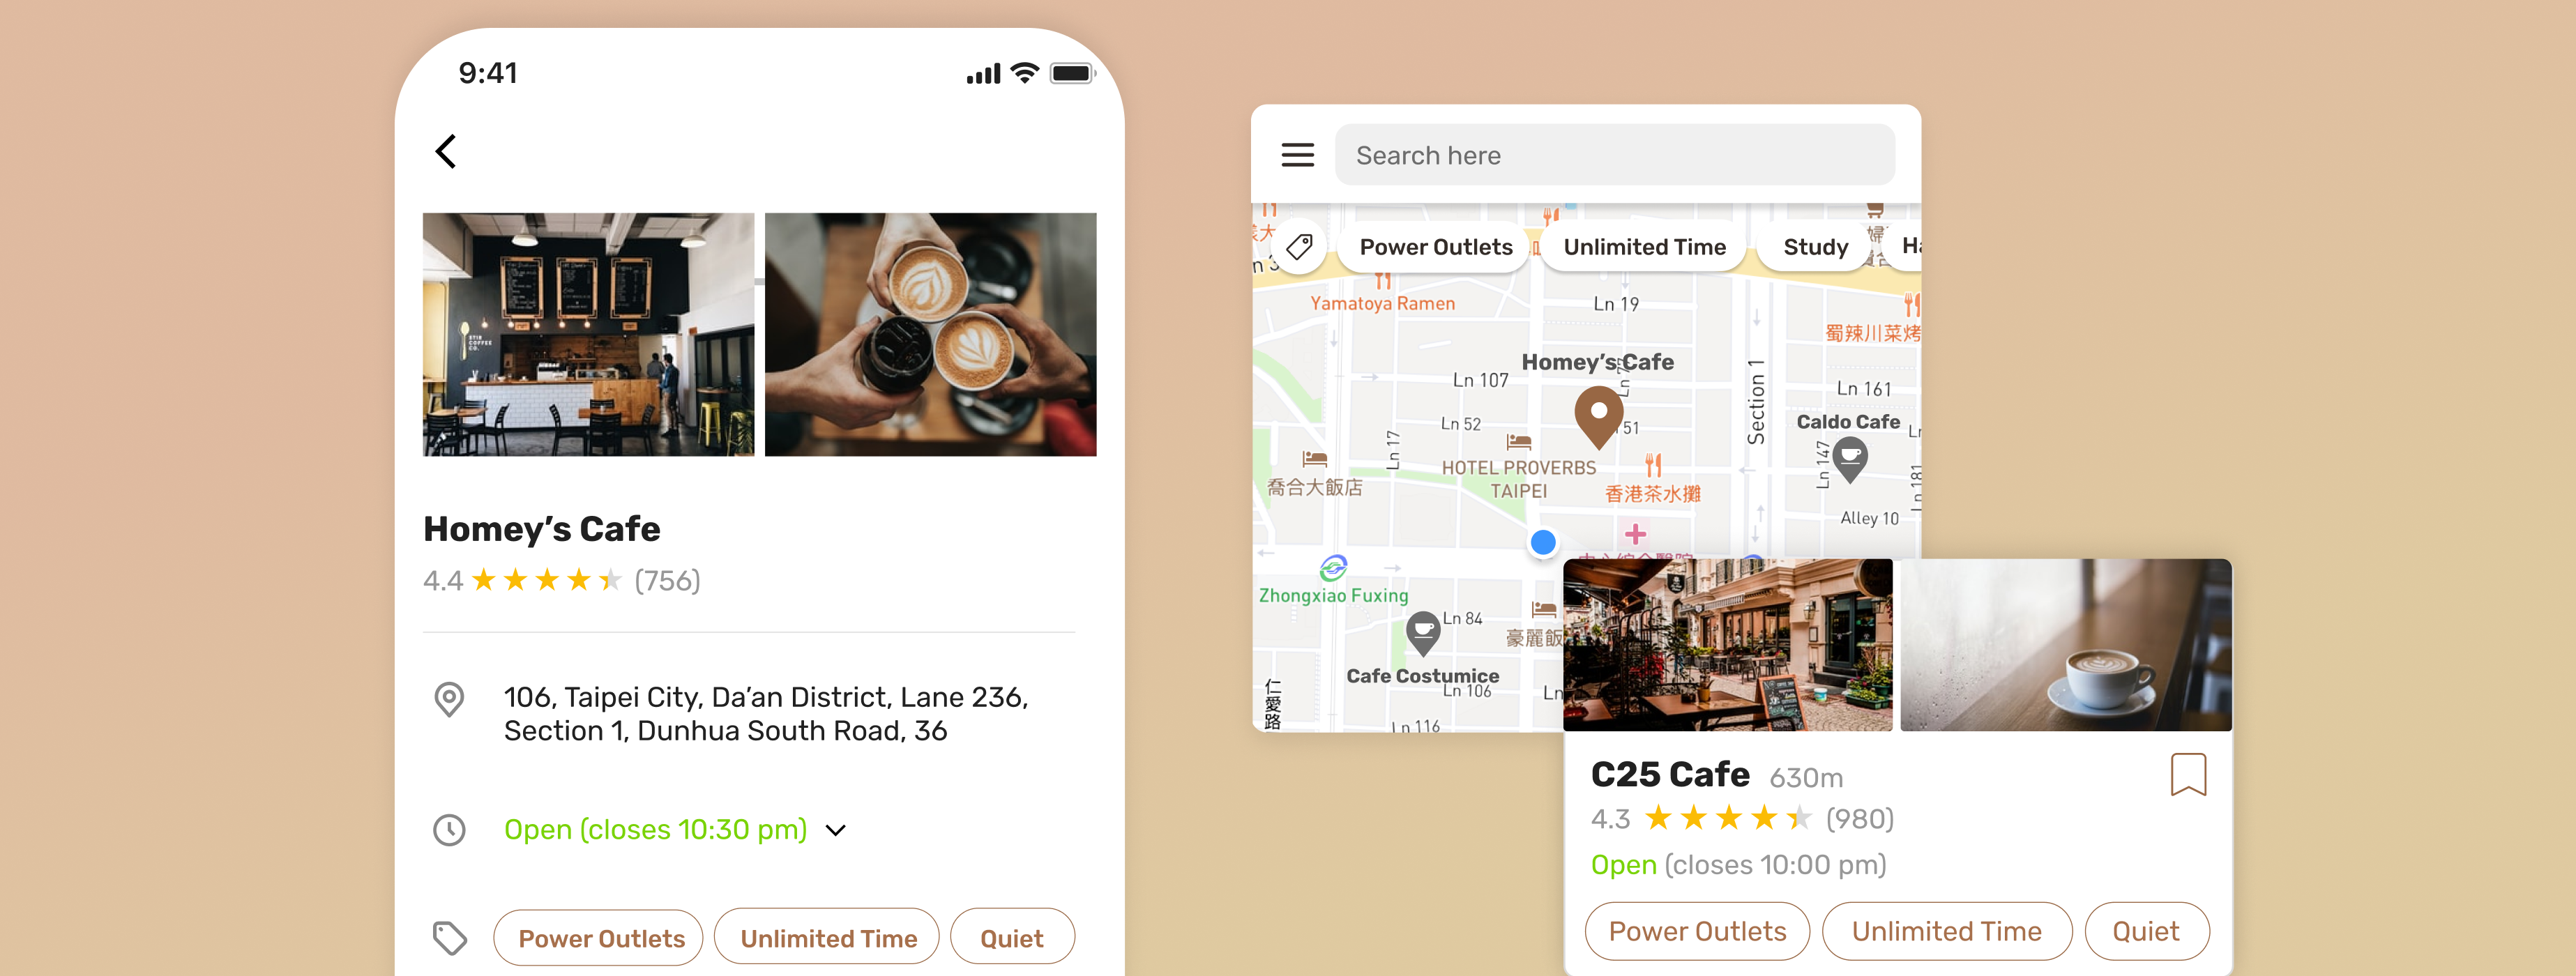 9:41
STIR
COFFEE
CO.
Homey's Cafe
4.4 (756)
106, Taipei City, Da'an District, Lane 236,
Section 1, Dunhua South Road, 36
Open (closes 10:30 pm)
Power Outlets
Unlimited Time
Quiet
Search here
Power Outlets
Unlimited Time
Study
Yamatoya Ramen
Ln 19
蜀辣川菜烤
Homey's Cafe
Ln 107
Section 1
Ln 161
Caldo Cafe
Ln 52
51
Ln 17
Ln 147
Ln 181
HOTEL PROVERBS
TAIPEI
喬合大飯店
香港茶水攤
Alley 10
Zhongxiao Fuxing
Ln 84
豪麗飯
Cafe Costumice
Ln 106
Ln
仁愛路
Ln 116
C25 Cafe 630m
4.3 (980)
Open (closes 10:00 pm)
Power Outlets
Unlimited Time
Quiet